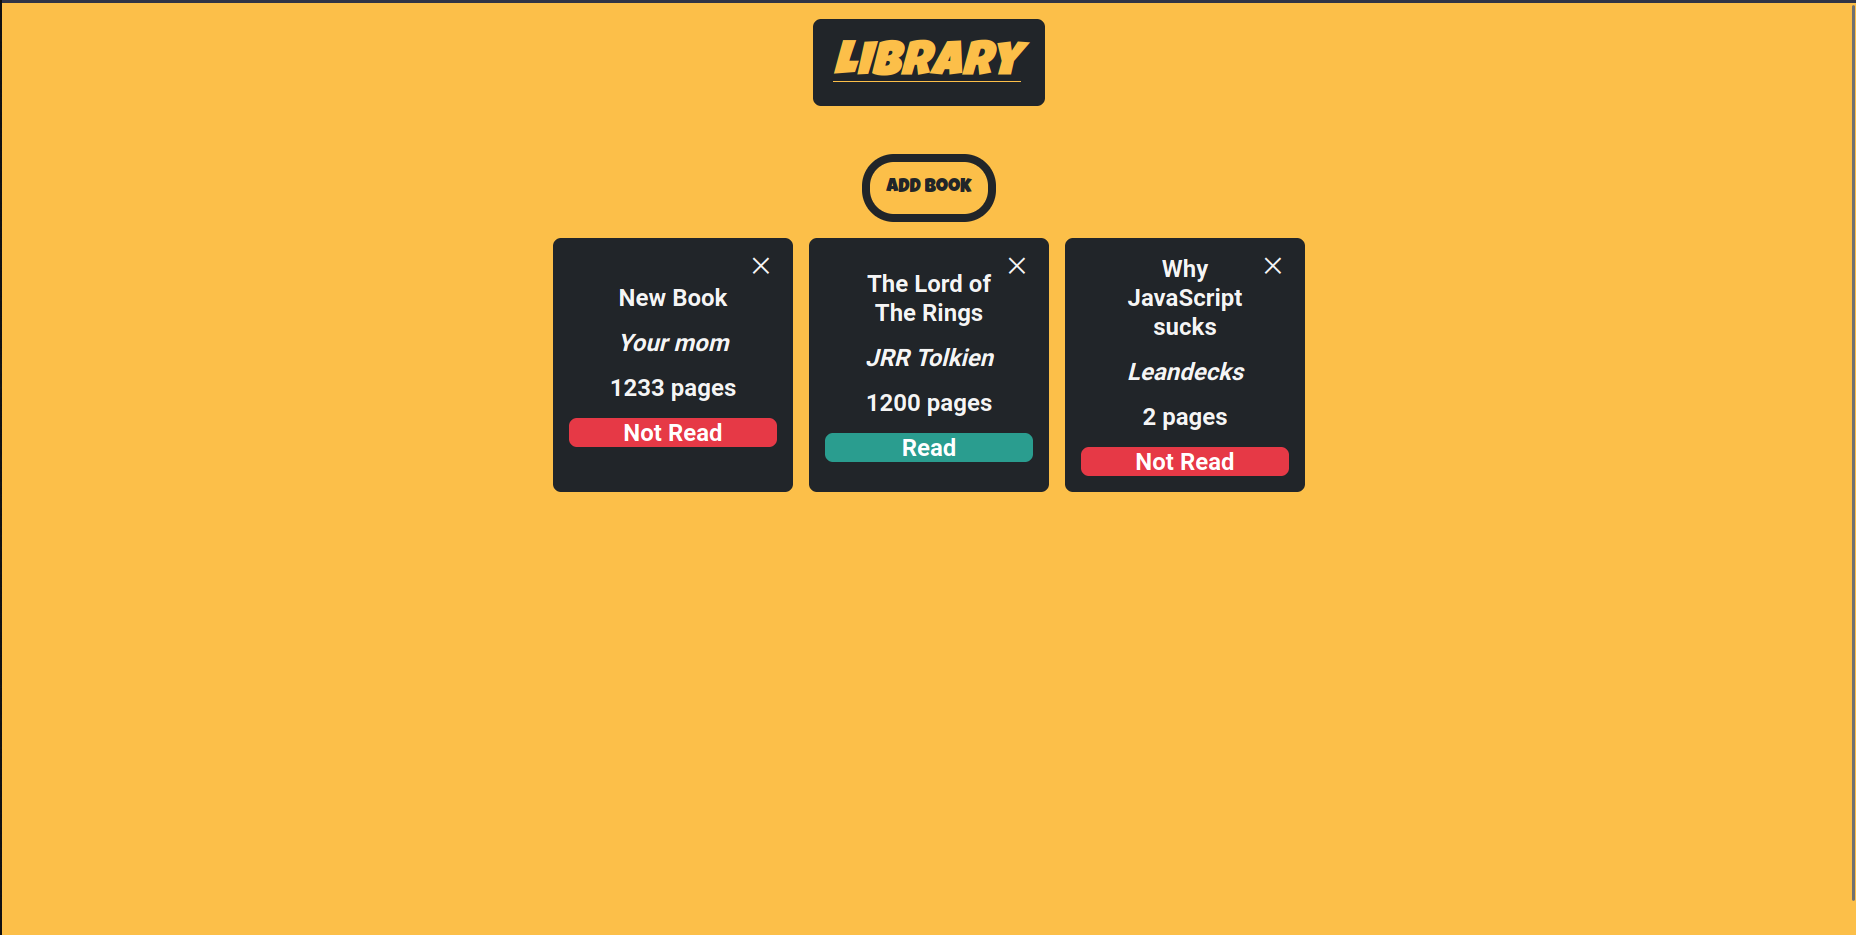 LIBRARY
ADD BOOK
New Book
Your mom
1233 pages
Not Read
The Lord of
The Rings
JRR Tolkien
1200 pages
Read
Why
JavaScript
sucks
Leandecks
2 pages
Not Read